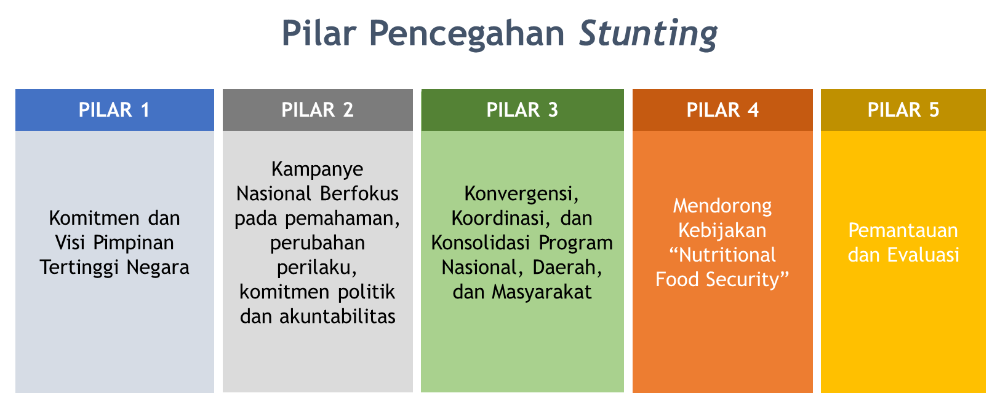 Pilar Pencegahan Stunting
PILAR 1
Komitmen dan
Visi Pimpinan
Tertinggi Negara
PILAR 2
Kampanye
Nasional Berfokus
pada pemahaman,
perubahan
perilaku,
komitmen politik
dan akuntabilitas
PILAR 3
Konvergensi,
Koordinasi, dan
Konsolidasi Program
Nasional, Daerah,
dan Masyarakat
PILAR 4
Mendorong
Kebijakan
“Nutritional
Food Security”
PILAR 5
Pemantauan
dan Evaluasi